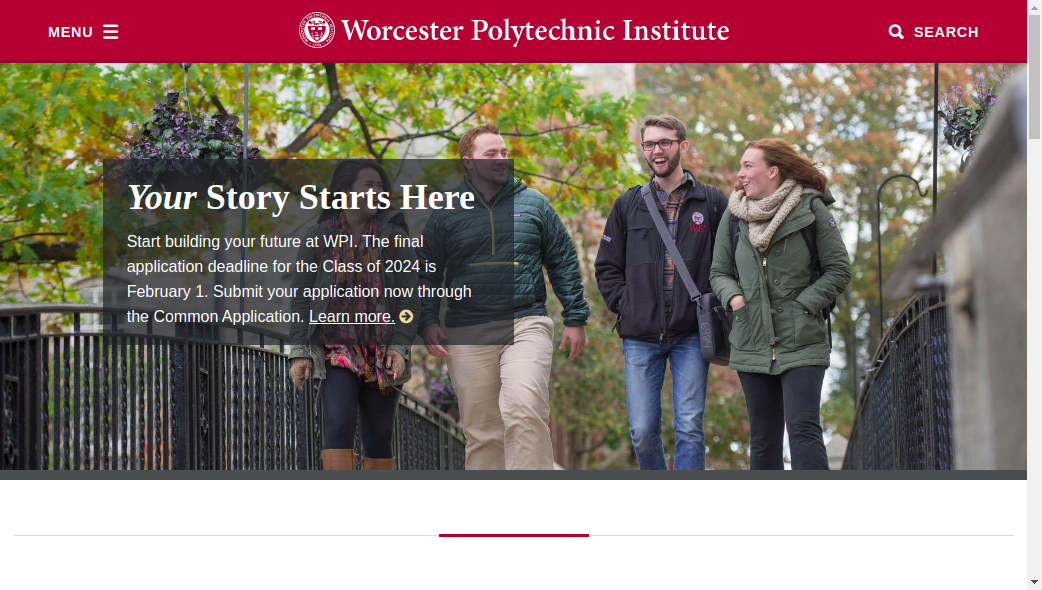 MENU
Worcester Polytechnic Institute
SEARCH
Your Story Starts Here
Start building your future at WPI. The final
application deadline for the Class of 2024 is
February 1. Submit your application now through
the Common Application. Learn more.